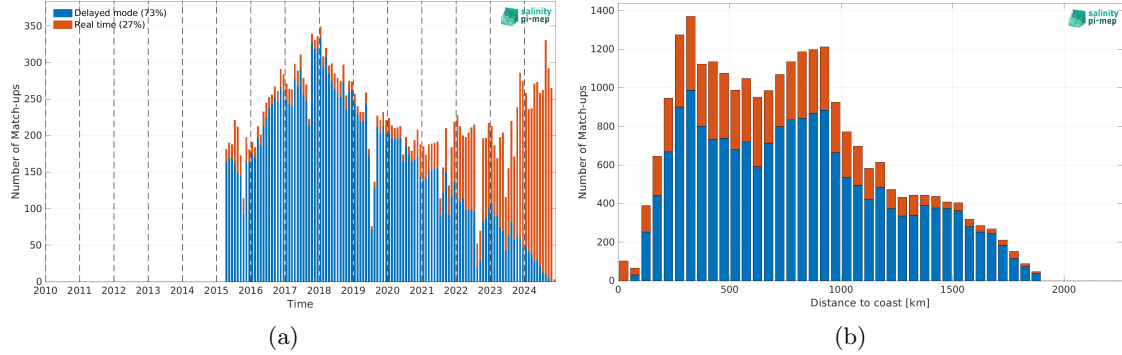 Delayed mode (73%)
Real time (27%)
salinity
pi-mep
350
300
250
200
150
100
50
0
Number of Match-ups
2010 2011 2012 2013 2014 2015 2016 2017 2018 2019 2020 2021 2022 2023 2024
Time
(a)
salinity
pi-mep
1400
1200
1000
800
600
400
200
0
Number of Match-ups
0 500 1000 1500 2000
Distance to coast [km]
(b)